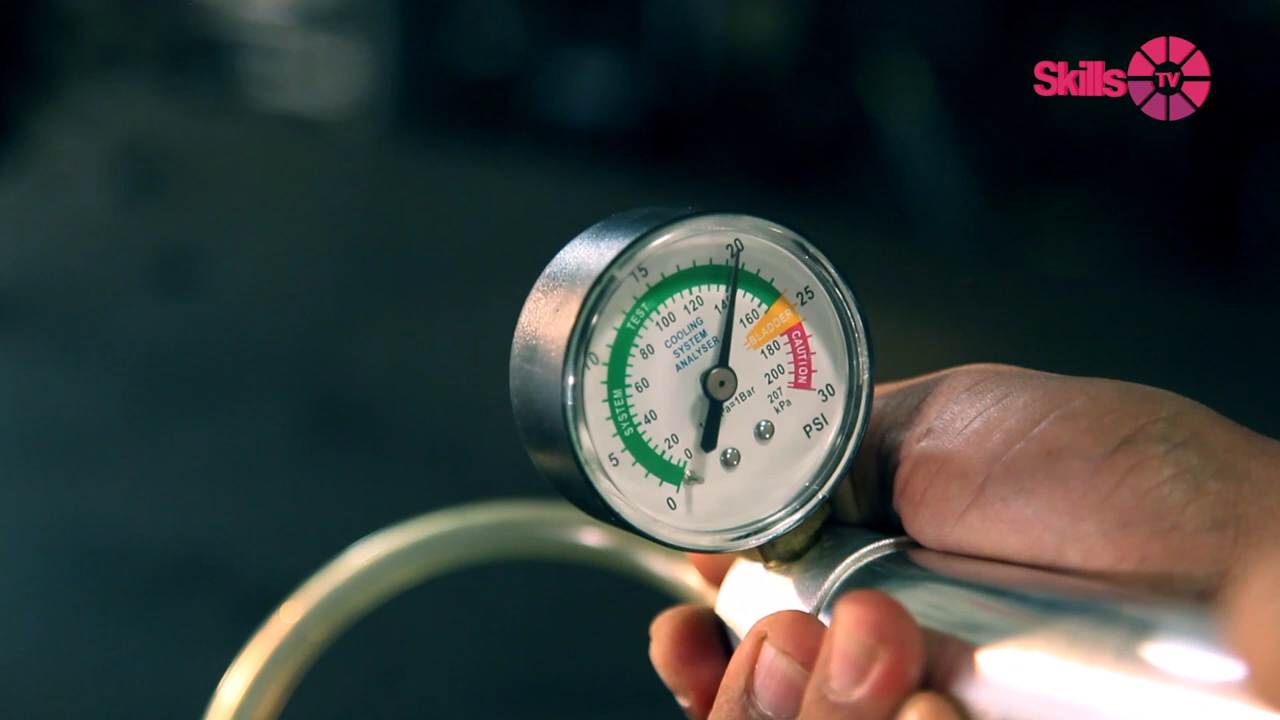 Skills TV
20
15
25
TEST
100
120
140
160
BLADDER
COOLING
SYSTEM
ANALYSER
80
180
CAUTION
60
200
207
kPa
30
PSI
SYSTEM
40
20
0
5
0
=1Bar